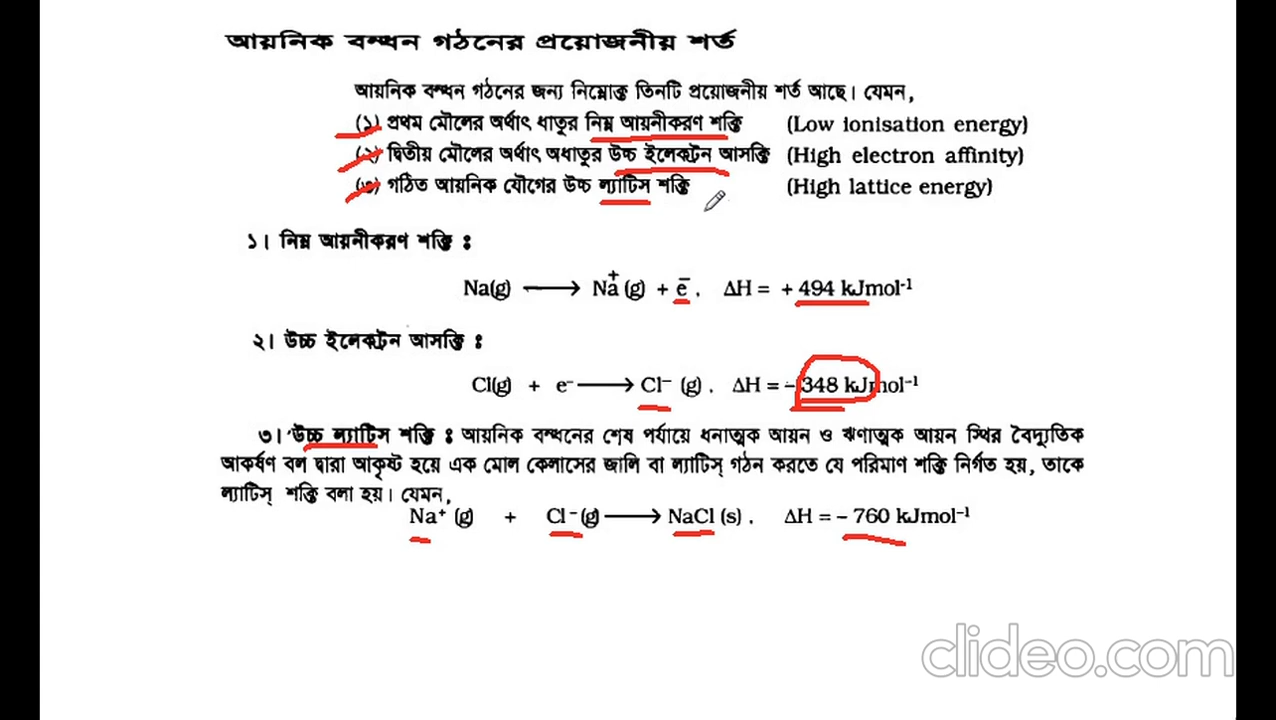 আয়নিক বন্ধন গঠনের প্রয়োজনীয় শর্ত
আয়নিক বন্ধন গঠনের জন্য নিম্নোক্ত তিনটি প্রয়োজনীয় শর্ত আছে। যেমন,
(১) প্রথম মৌলের অর্থাৎ ধাতুর নিম্ন আয়নীকরণ শক্তি (Low ionisation energy)
(২) দ্বিতীয় মৌলের অর্থাৎ অধাতুর উচ্চ ইলেকট্রন আসক্তি (High electron affinity)
(৩) গঠিত আয়নিক যৌগের উচ্চ ল্যাটিস শক্তি (High lattice energy)
১। নিম্ন আয়নীকরণ শক্তি :
Na(g) ⟶ Na⁺ (g) + e⁻ . ΔH = + 494 kJmol⁻¹
২। উচ্চ ইলেকট্রন আসক্তি :
Cl(g) + e⁻ ⟶ Cl⁻ (g) . ΔH = – 348 kJmol⁻¹
৩। উচ্চ ল্যাটিস শক্তি : আয়নিক বন্ধনের শেষ পর্যায়ে ধনাত্মক আয়ন ও ঋণাত্মক আয়ন স্থির বৈদ্যুতিক
আকর্ষণ বল দ্বারা আকৃষ্ট হয়ে এক মোল কেলাসের জালি বা ল্যাটিস্ গঠন করতে যে পরিমাণ শক্তি নির্গত হয়, তাকে
ল্যাটিস্ শক্তি বলা হয়। যেমন,
Na⁺ (g) + Cl⁻(g) ⟶ NaCl (s) . ΔH = – 760 kJmol⁻¹
clideo.com